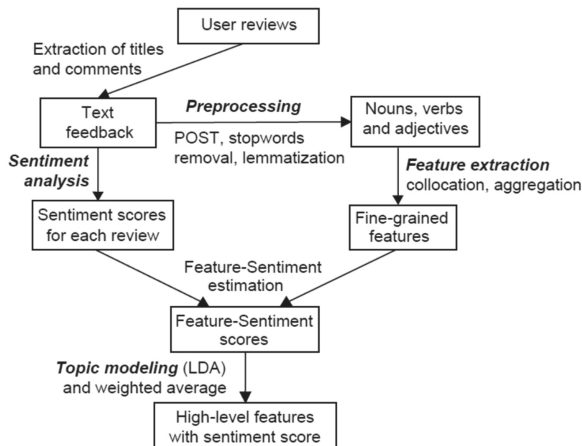 User reviews
Extraction of titles
and comments
Text
feedback
Preprocessing
POST, stopwords
removal, lemmatization
Nouns, verbs
and adjectives
Sentiment
analysis
Feature extraction
collocation, aggregation
Sentiment scores
for each review
Fine-grained
features
Feature-Sentiment
estimation
Feature-Sentiment
scores
Topic modeling (LDA)
and weighted average
High-level features
with sentiment score